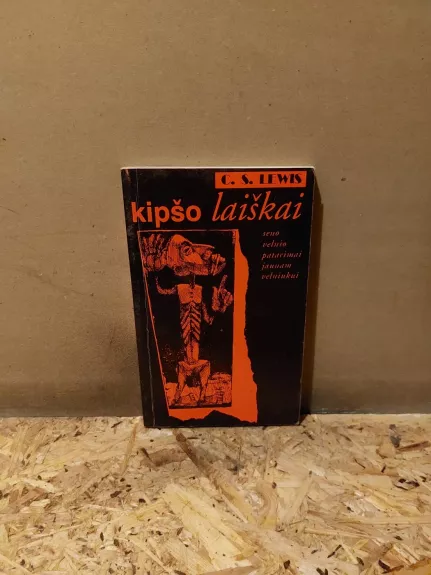 C. S. LEWIS
kipšo laiškai
seno
velnio
patarimai
jaunam
velniukui